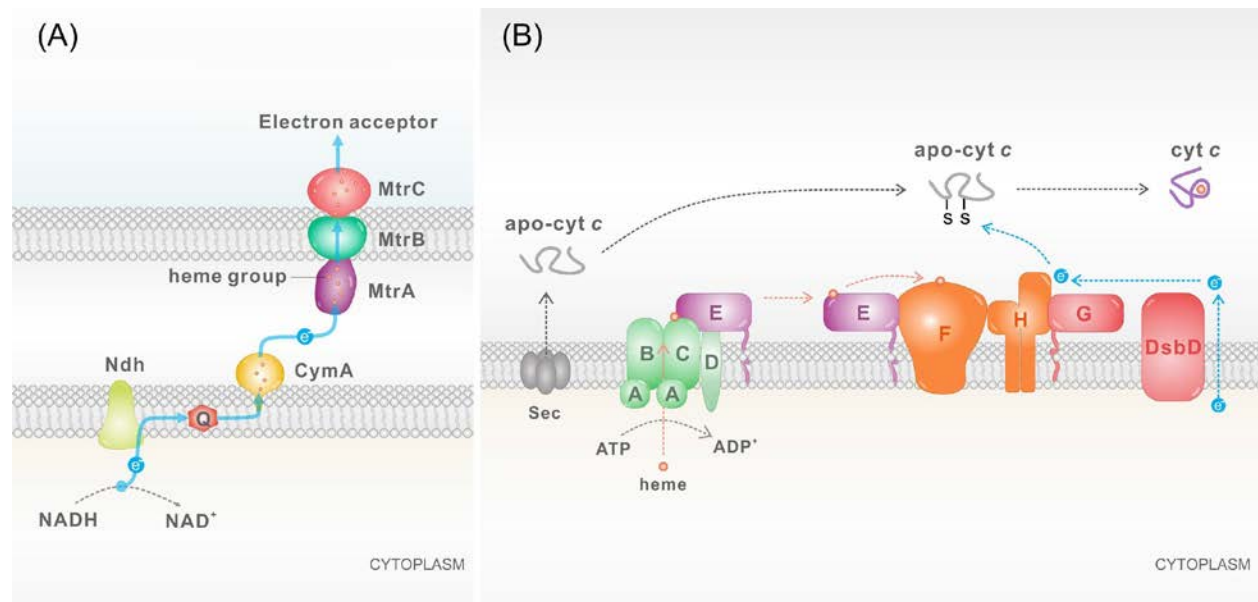 (A)
Electron acceptor
MtrC
MtrB
heme group
MtrA
e⁻
Ndh
CymA
Q
e⁻
NADH
NAD⁺
CYTOPLASM
(B)
apo-cyt c
cyt c
S S
apo-cyt c
e⁻
e⁻
E
E
G
B
C
F
H
D
DsbD
A
A
Sec
e⁻
ATP
ADP⁺
heme
CYTOPLASM